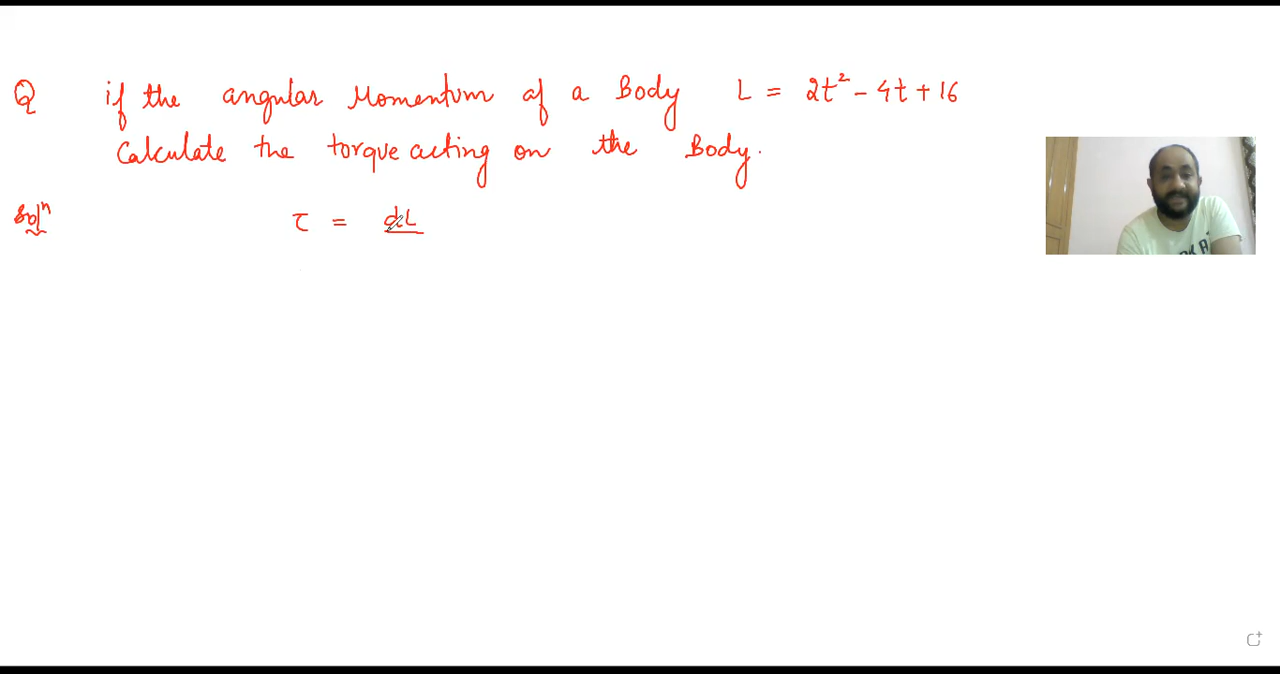 Q if the angular Momentum of a Body L = 2t² - 4t + 16
Calculate the torque acting on the Body.
Solⁿ τ = dL